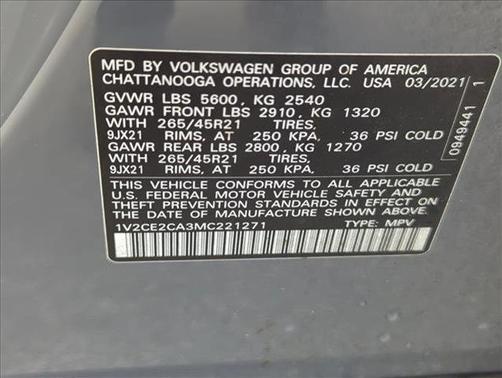 MFD BY VOLKSWAGEN GROUP OF AMERICA
CHATTANOOGA OPERATIONS, LLC. USA 03/2021
GVWR LBS 5600, KG 2540
GAWR FRONT LBS 2910, KG 1320
WITH 265/45R21 TIRES,
9JX21 RIMS, AT 250 KPA, 36 PSI COLD
GAWR REAR LBS 2800, KG 1270
WITH 265/45R21 TIRES,
9JX21 RIMS, AT 250 KPA, 36 PSI COLD
THIS VEHICLE CONFORMS TO ALL APPLICABLE
U.S. FEDERAL MOTOR VEHICLE SAFETY
STANDARDS IN EFFECT ON THE DATE OF
MANUFACTURE SHOWN ABOVE.
1V2CE2CA3MC221271 TYPE: MPV
0949441 1